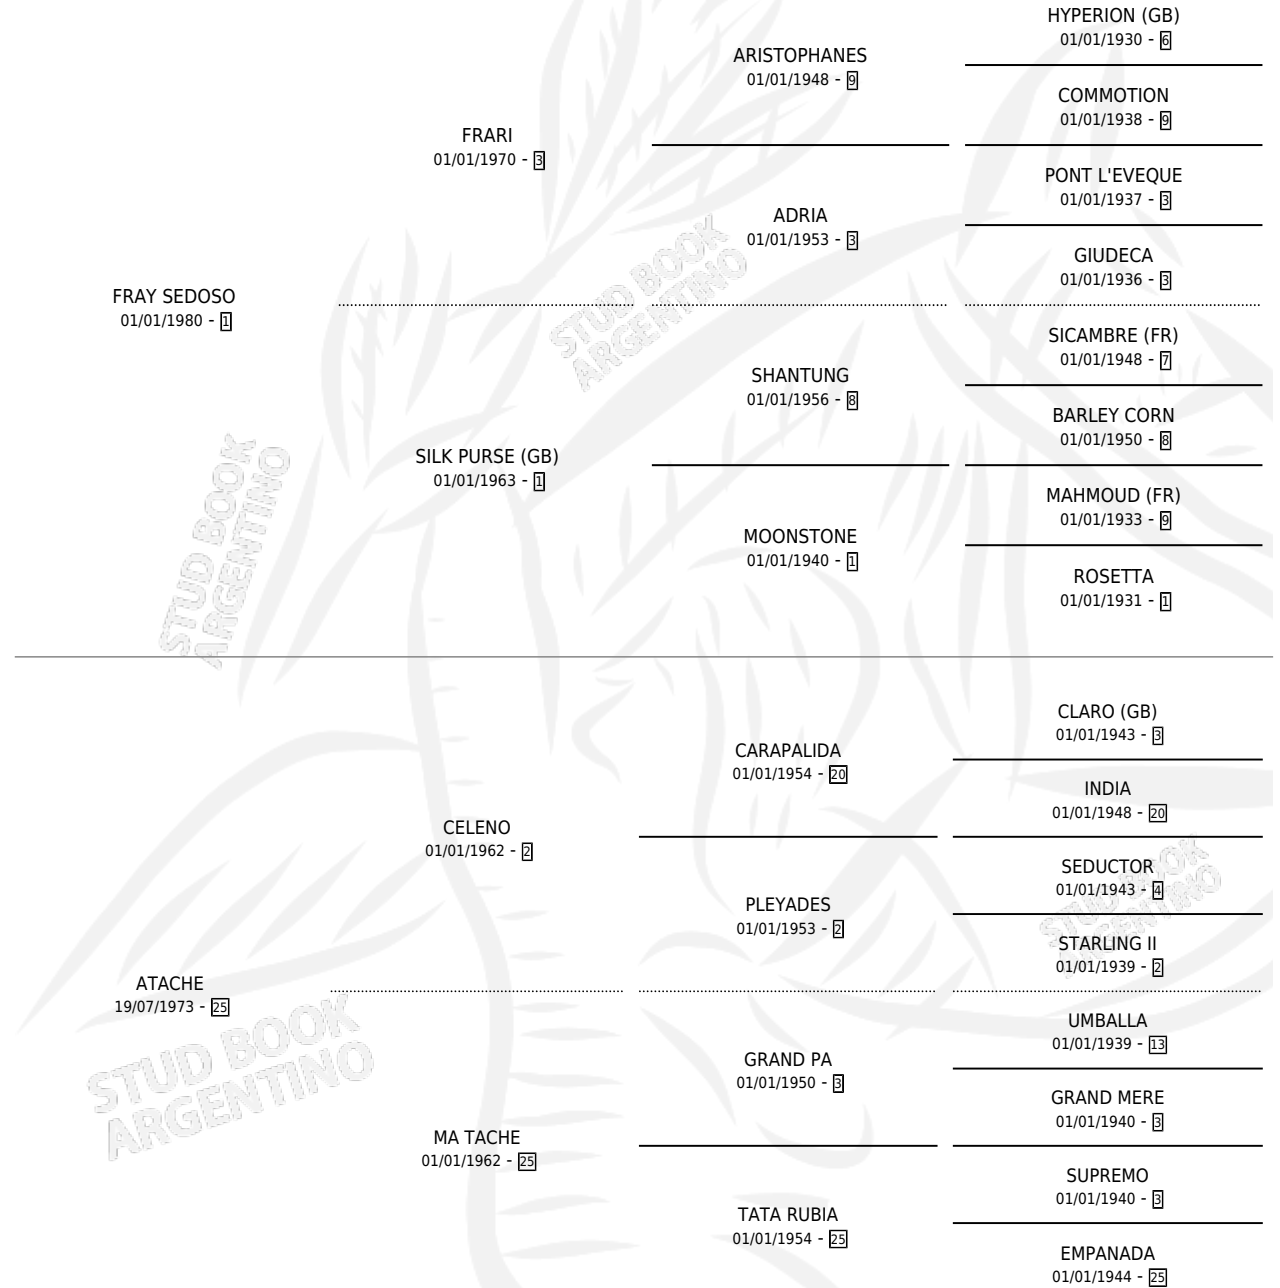 HYPERION (GB)
01/01/1930 - 6
ARISTOPHANES
01/01/1948 - 9
COMMOTION
01/01/1938 - 9
FRARI
01/01/1970 - 3
PONT L'EVEQUE
01/01/1937 - 3
ADRIA
01/01/1953 - 3
GIUDECA
01/01/1936 - 3
FRAY SEDOSO
01/01/1980 - 1
SICAMBRE (FR)
01/01/1948 - 7
SHANTUNG
01/01/1956 - 8
BARLEY CORN
01/01/1950 - 8
SILK PURSE (GB)
01/01/1963 - 1
MAHMOUD (FR)
01/01/1933 - 9
MOONSTONE
01/01/1940 - 1
ROSETTA
01/01/1931 - 1
CLARO (GB)
01/01/1943 - 3
CARAPALIDA
01/01/1954 - 20
INDIA
01/01/1948 - 20
CELENO
01/01/1962 - 2
SEDUCTOR
01/01/1943 - 4
PLEYADES
01/01/1953 - 2
STARLING II
01/01/1939 - 2
ATACHE
19/07/1973 - 25
UMBALLA
01/01/1939 - 13
GRAND PA
01/01/1950 - 3
GRAND MERE
01/01/1940 - 3
MA TACHE
01/01/1962 - 25
SUPREMO
01/01/1940 - 3
TATA RUBIA
01/01/1954 - 25
EMPANADA
01/01/1944 - 25
STUD BOOK
ARGENTINO
STUD BOOK
ARGENTINO
STUD BOOK
ARGENTINO
STUD BOOK
ARGENTINO